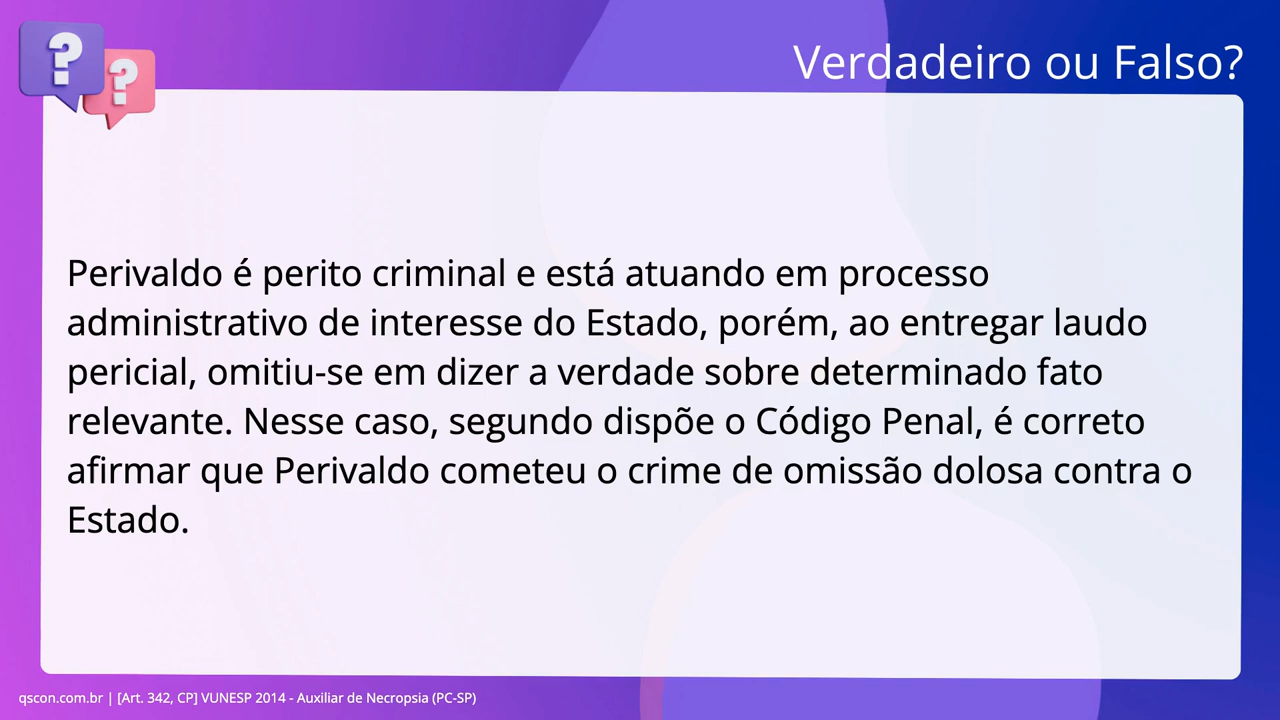 Verdadeiro ou Falso?
Perivaldo é perito criminal e está atuando em processo
administrativo de interesse do Estado, porém, ao entregar laudo
pericial, omitiu-se em dizer a verdade sobre determinado fato
relevante. Nesse caso, segundo dispõe o Código Penal, é correto
afirmar que Perivaldo cometeu o crime de omissão dolosa contra o
Estado.
qscon.com.br | [Art. 342, CP] VUNESP 2014 - Auxiliar de Necropsia (PC-SP)